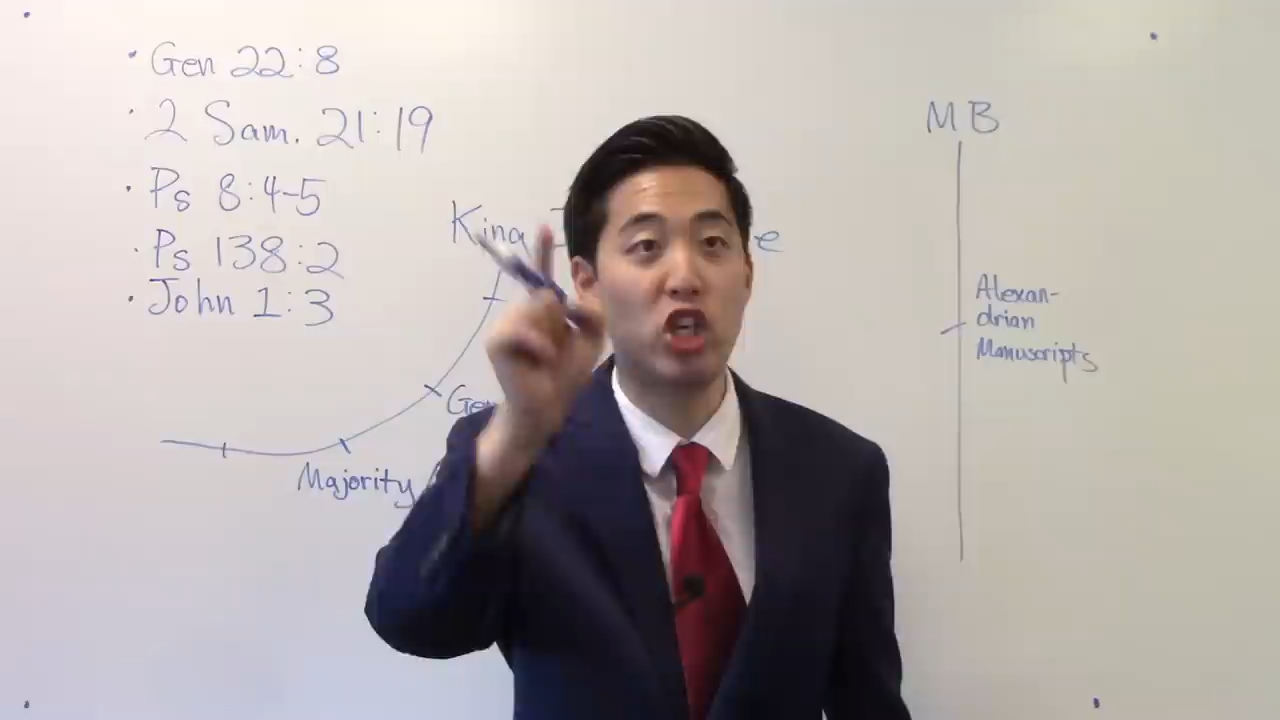 Gen 22:8
2 Sam. 21:19
Ps 8:4-5
Ps 138:2
John 1:3
King
Majority
M B
Alexan-
drian
Manuscripts